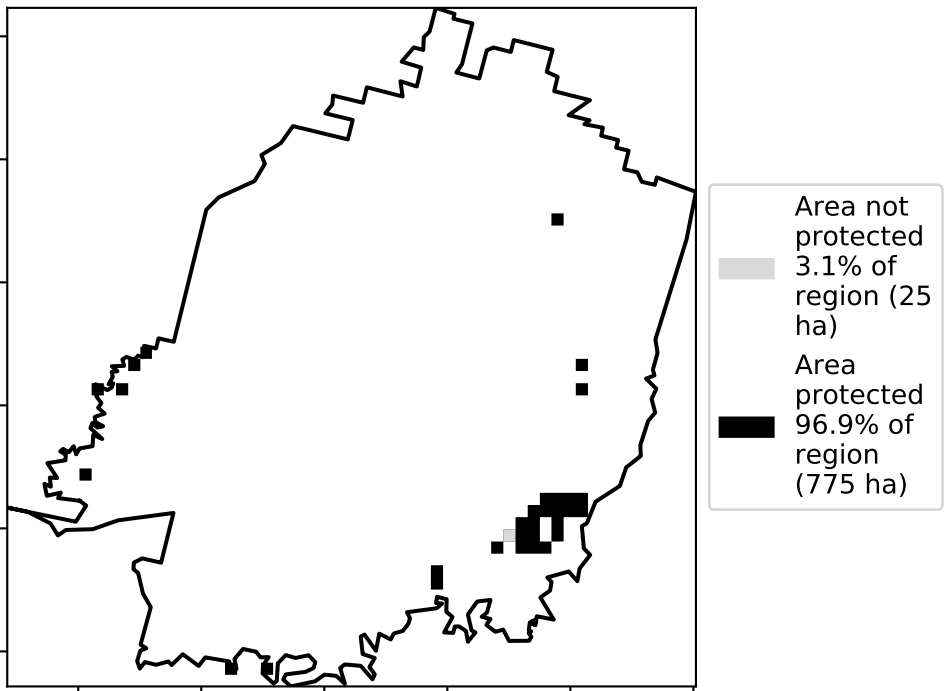 Area not
protected
3.1% of
region (25
ha)
Area
protected
96.9% of
region
(775 ha)